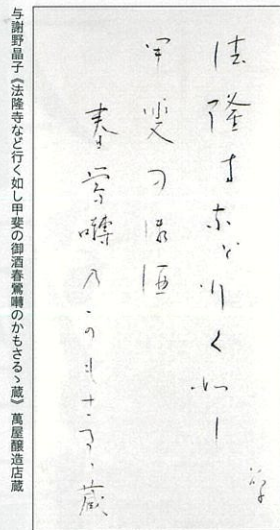 法隆寺など行くごとし
甲斐の御酒
春鶯囀のかもさるゝ蔵
晶
与謝野晶子《法隆寺など行く如し甲斐の御酒春鶯囀のかもさるゝ蔵》 萬屋醸造店蔵